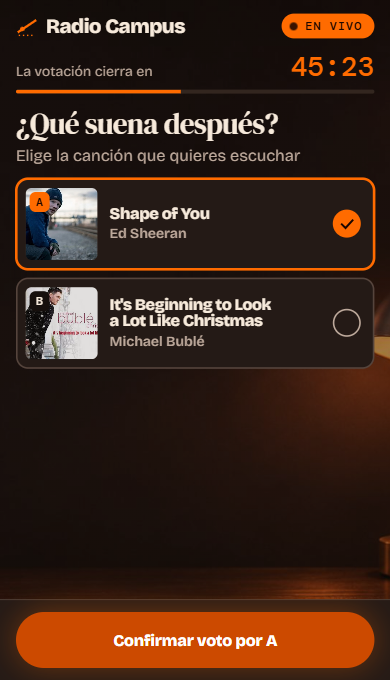 Radio Campus
EN VIVO
La votación cierra en
45:23
¿Qué suena después?
Elige la canción que quieres escuchar
A
Shape of You
Ed Sheeran
B
bublé
It's Beginning to Look
a Lot Like Christmas
Michael Bublé
Confirmar voto por A